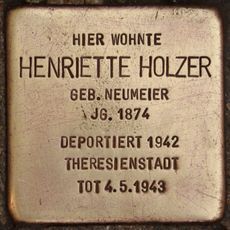 HIER WOHNTE
HENRIETTE HOLZER
GEB. NEUMEIER
JG. 1874
DEPORTIERT 1942
THERESIENSTADT
TOT 4.5.1943